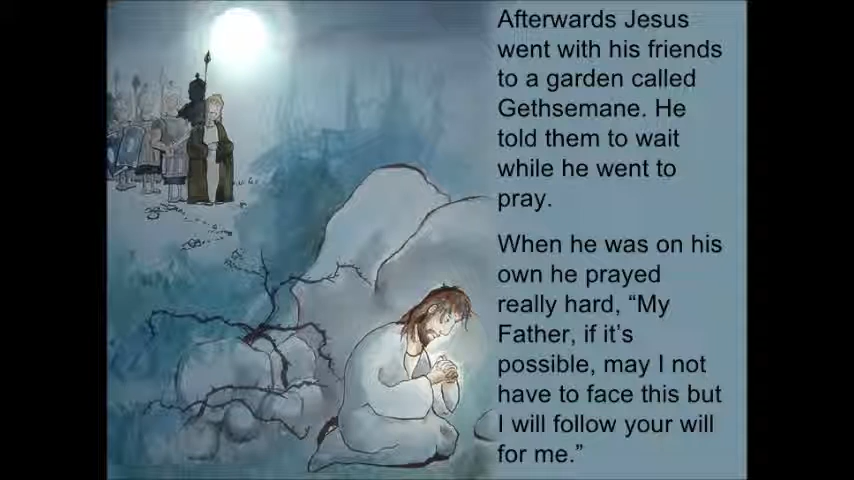 Afterwards Jesus
went with his friends
to a garden called
Gethsemane. He
told them to wait
while he went to
pray.
When he was on his
own he prayed
really hard, “My
Father, if it’s
possible, may I not
have to face this but
I will follow your will
for me.”